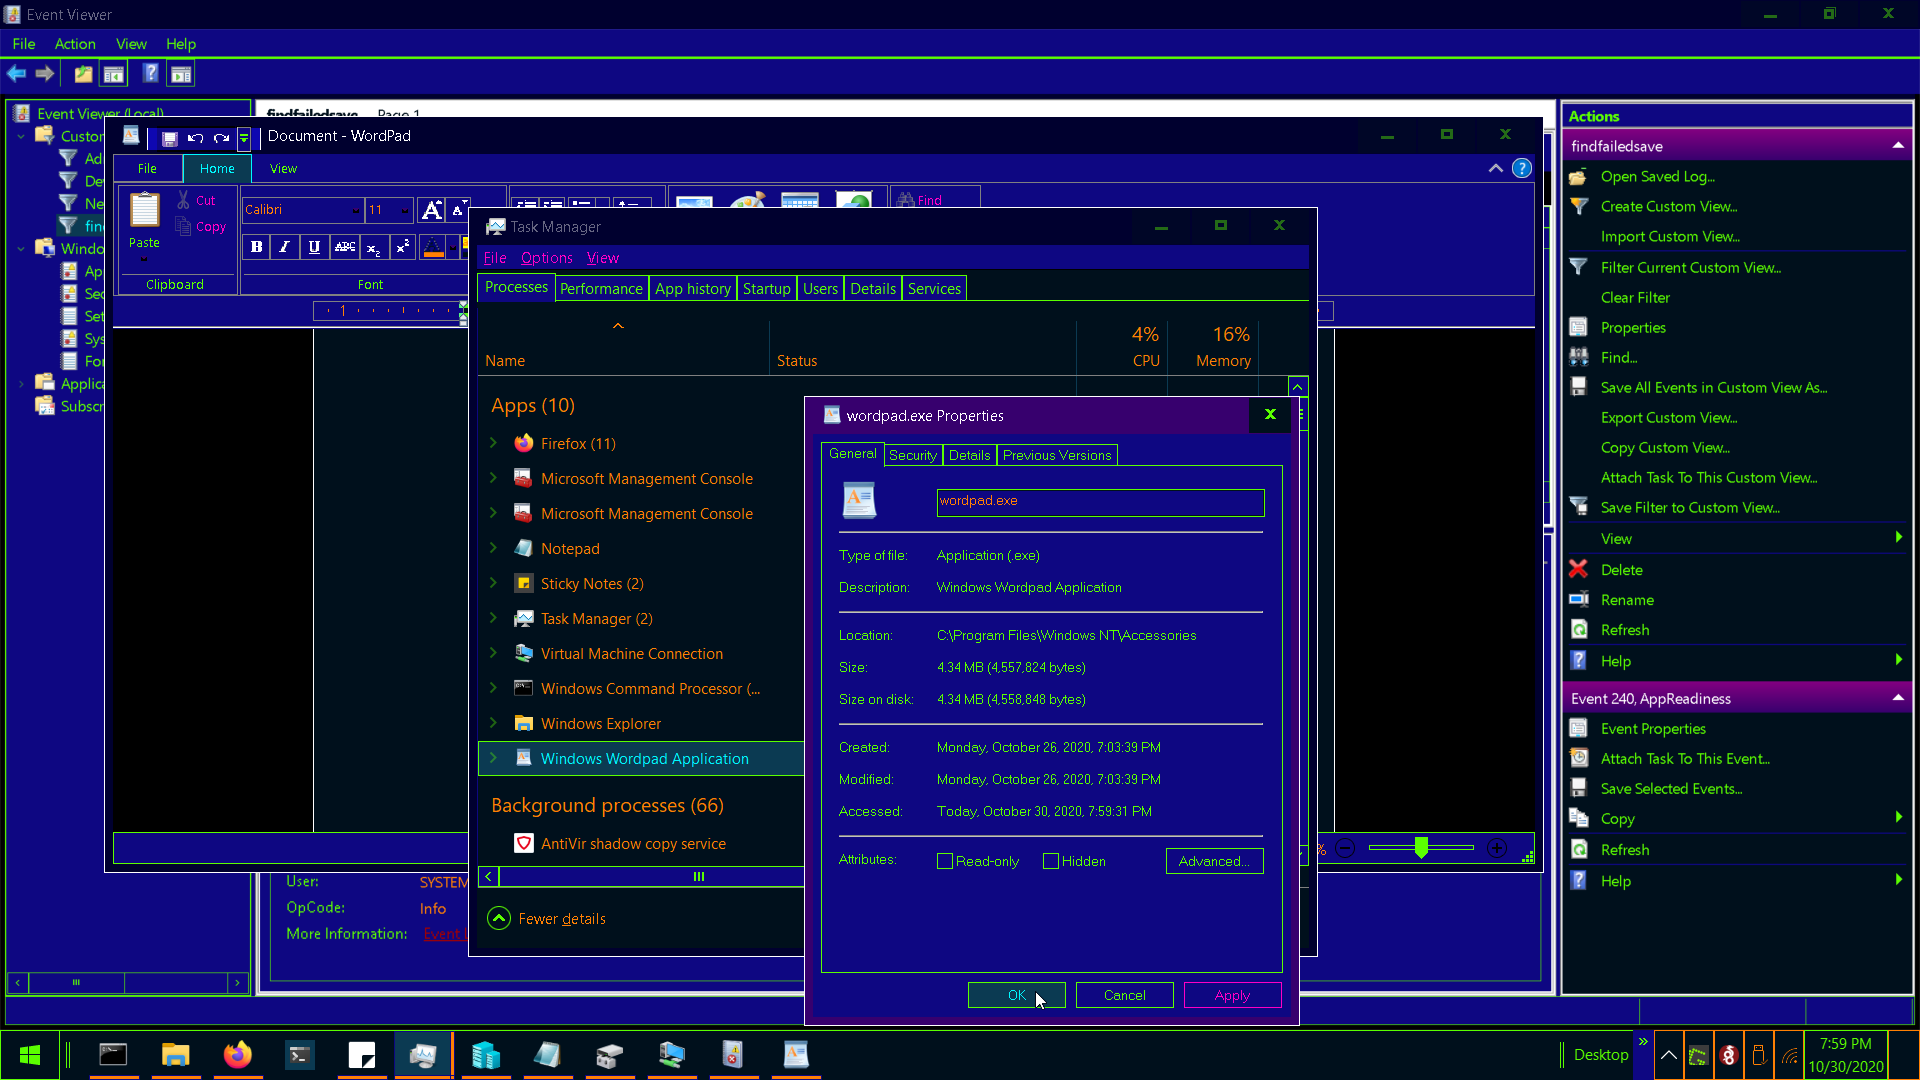 Event Viewer
File Action View Help
Event Viewer (Local)
Custo
Ad
De
Ne
fin
Windo
Ap
Sec
Set
Sys
Fo
Applica
Subscr
findfailedsave Page 1
Document - WordPad
File Home View
Paste
Cut
Copy
Clipboard
Calibri 11
B I U abc X₂ X²
Font
Find
1
Task Manager
File Options View
Processes Performance App history Startup Users Details Services
4% 16%
Name Status CPU Memory
Apps (10)
Firefox (11)
Microsoft Management Console
Microsoft Management Console
Notepad
Sticky Notes (2)
Task Manager (2)
Virtual Machine Connection
Windows Command Processor (...
Windows Explorer
Windows Wordpad Application
Background processes (66)
AntiVir shadow copy service
Fewer details
wordpad.exe Properties
General Security Details Previous Versions
wordpad.exe
Type of file: Application (.exe)
Description: Windows Wordpad Application
Location: C:\Program Files\Windows NT\Accessories
Size: 4.34 MB (4,557,824 bytes)
Size on disk: 4.34 MB (4,558,848 bytes)
Created: Monday, October 26, 2020, 7:03:39 PM
Modified: Monday, October 26, 2020, 7:03:39 PM
Accessed: Today, October 30, 2020, 7:59:31 PM
Attributes: Read-only Hidden Advanced...
OK Cancel Apply
%
User: SYSTEM
OpCode: Info
More Information: Event
Actions
findfailedsave
Open Saved Log...
Create Custom View...
Import Custom View...
Filter Current Custom View...
Clear Filter
Properties
Find...
Save All Events in Custom View As...
Export Custom View...
Copy Custom View...
Attach Task To This Custom View...
Save Filter to Custom View...
View
Delete
Rename
Refresh
Help
Event 240, AppReadiness
Event Properties
Attach Task To This Event...
Save Selected Events...
Copy
Refresh
Help
Desktop
7:59 PM
10/30/2020